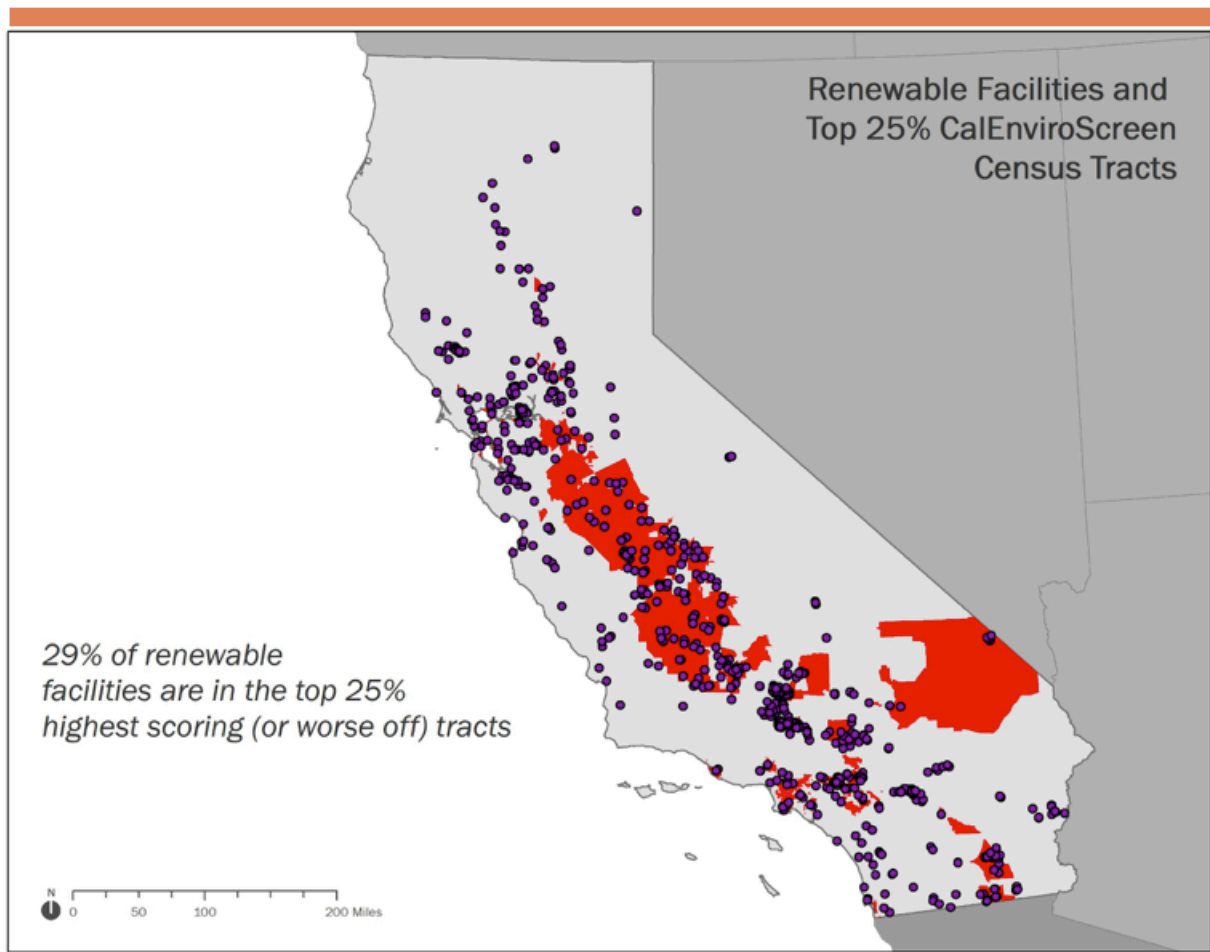 Renewable Facilities and
Top 25% CalEnviroScreen
Census Tracts
29% of renewable
facilities are in the top 25%
highest scoring (or worse off) tracts
N
0 50 100 200 Miles